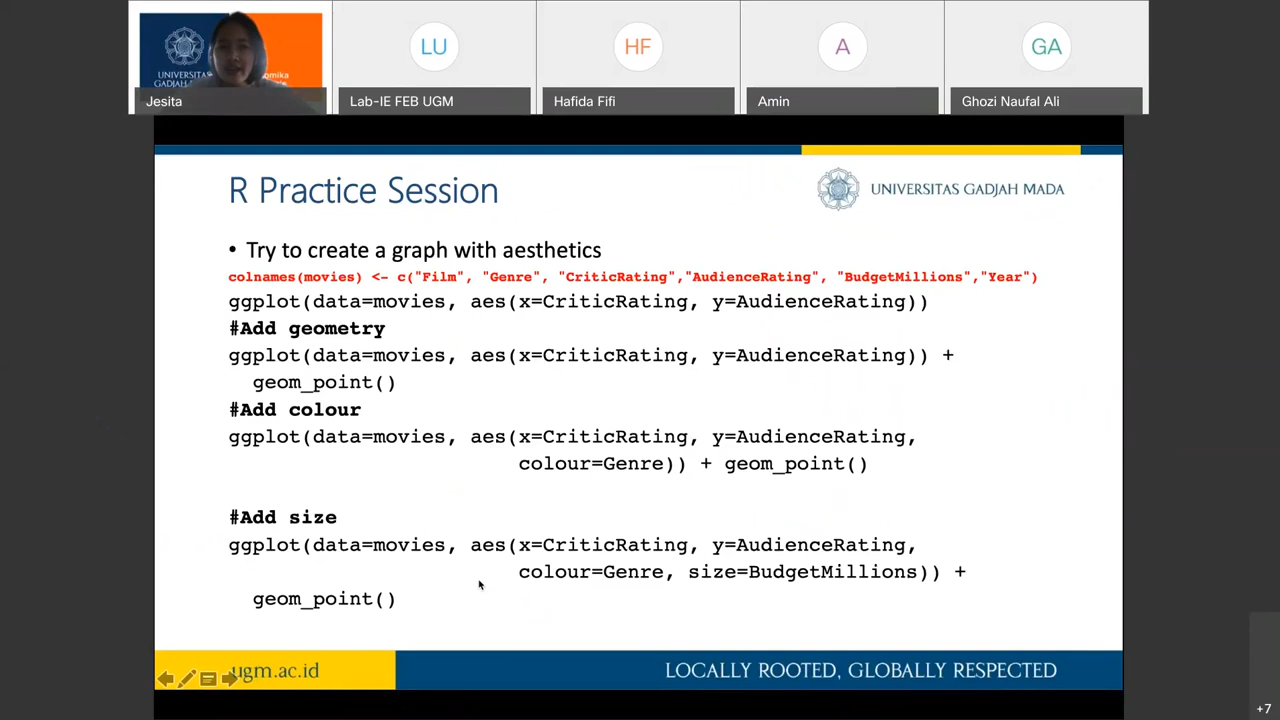 UNIVERSITAS
GADJAH MADA
Jesita
LU
Lab-IE FEB UGM
HF
Hafida Fifi
A
Amin
GA
Ghozi Naufal Ali
R Practice Session
UNIVERSITAS GADJAH MADA
• Try to create a graph with aesthetics
colnames(movies) <- c("Film", "Genre", "CriticRating","AudienceRating", "BudgetMillions","Year")
ggplot(data=movies, aes(x=CriticRating, y=AudienceRating))
#Add geometry
ggplot(data=movies, aes(x=CriticRating, y=AudienceRating)) +
geom_point()
#Add colour
ggplot(data=movies, aes(x=CriticRating, y=AudienceRating,
colour=Genre)) + geom_point()
#Add size
ggplot(data=movies, aes(x=CriticRating, y=AudienceRating,
colour=Genre, size=BudgetMillions)) +
geom_point()
ugm.ac.id
LOCALLY ROOTED, GLOBALLY RESPECTED
+7